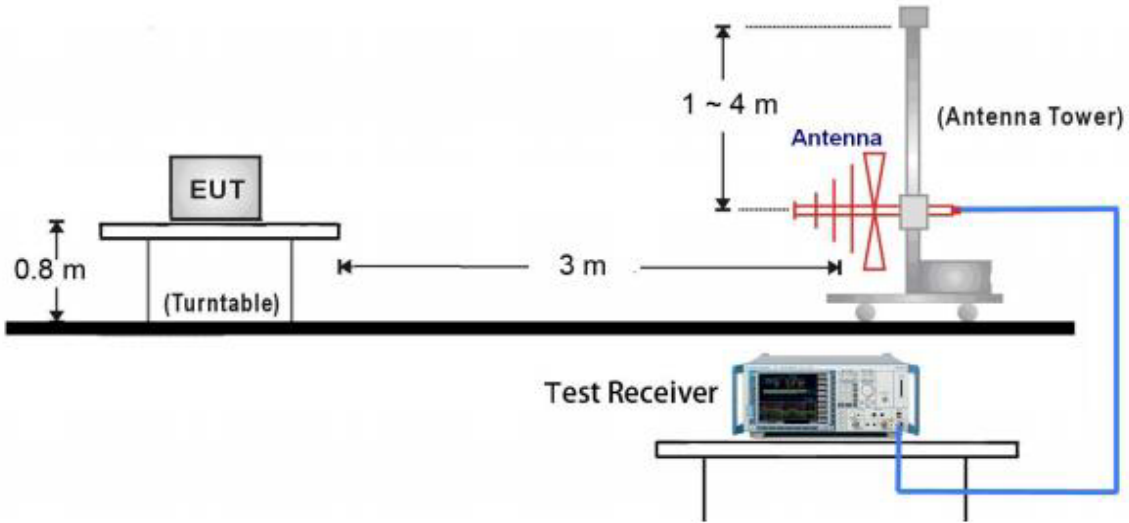 1 ~ 4 m
(Antenna Tower)
Antenna
EUT
0.8 m
3 m
(Turntable)
Test Receiver